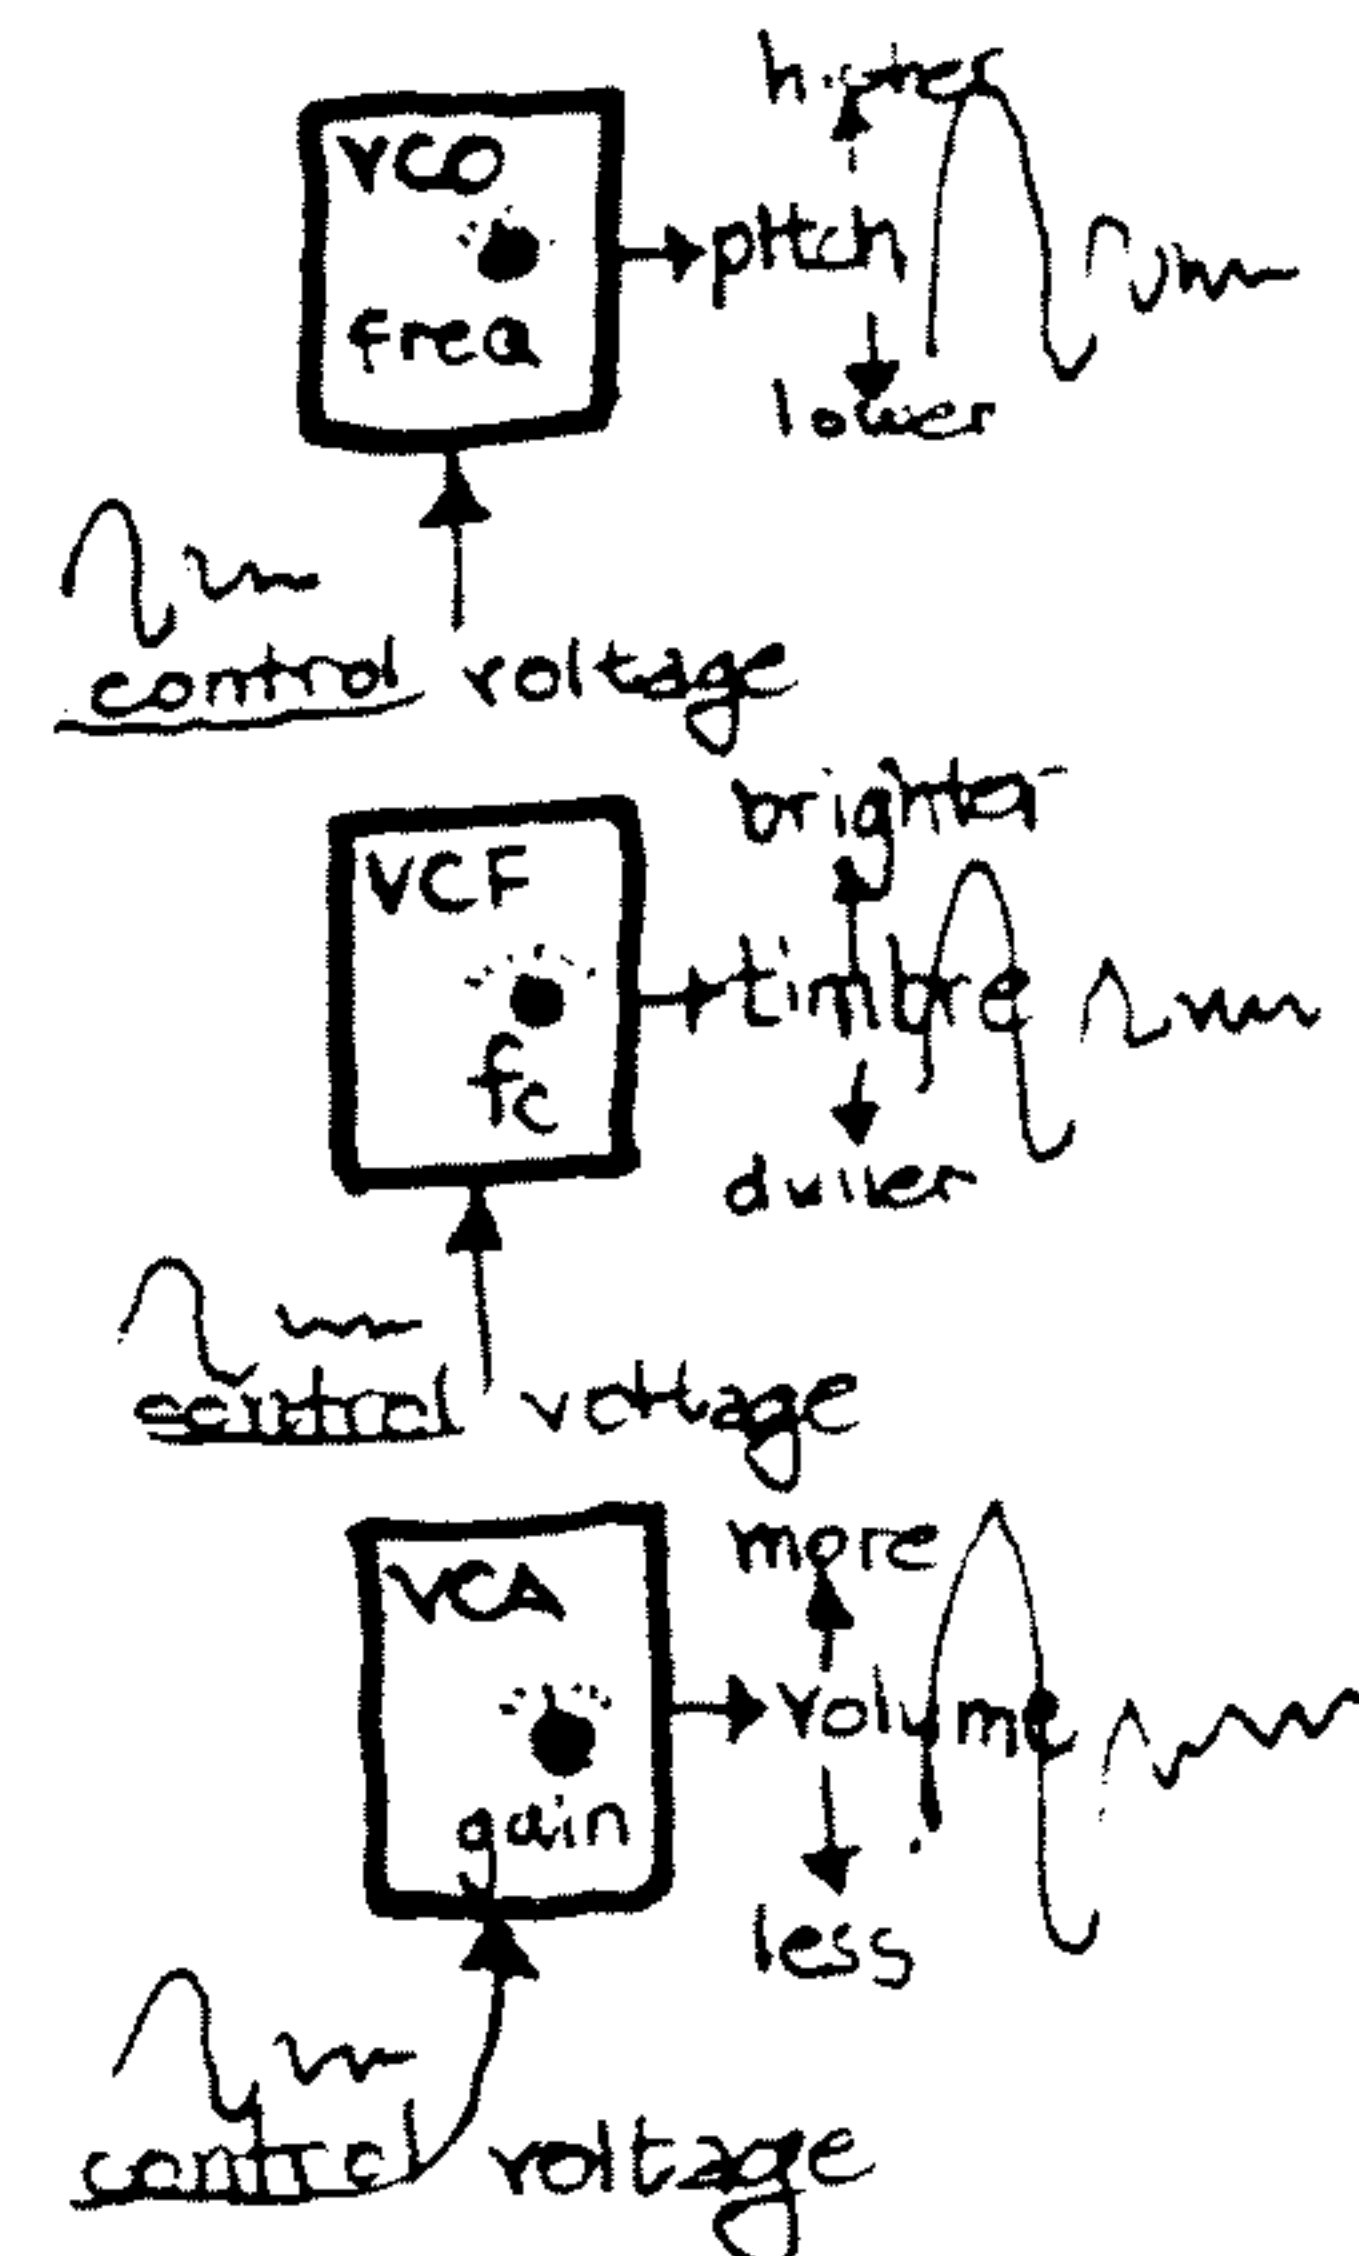 higher
VCO
pitch
freq
lower
control voltage
brighter
VCF
timbre
fc
duller
control voltage
more
VCA
volume
gain
less
control voltage